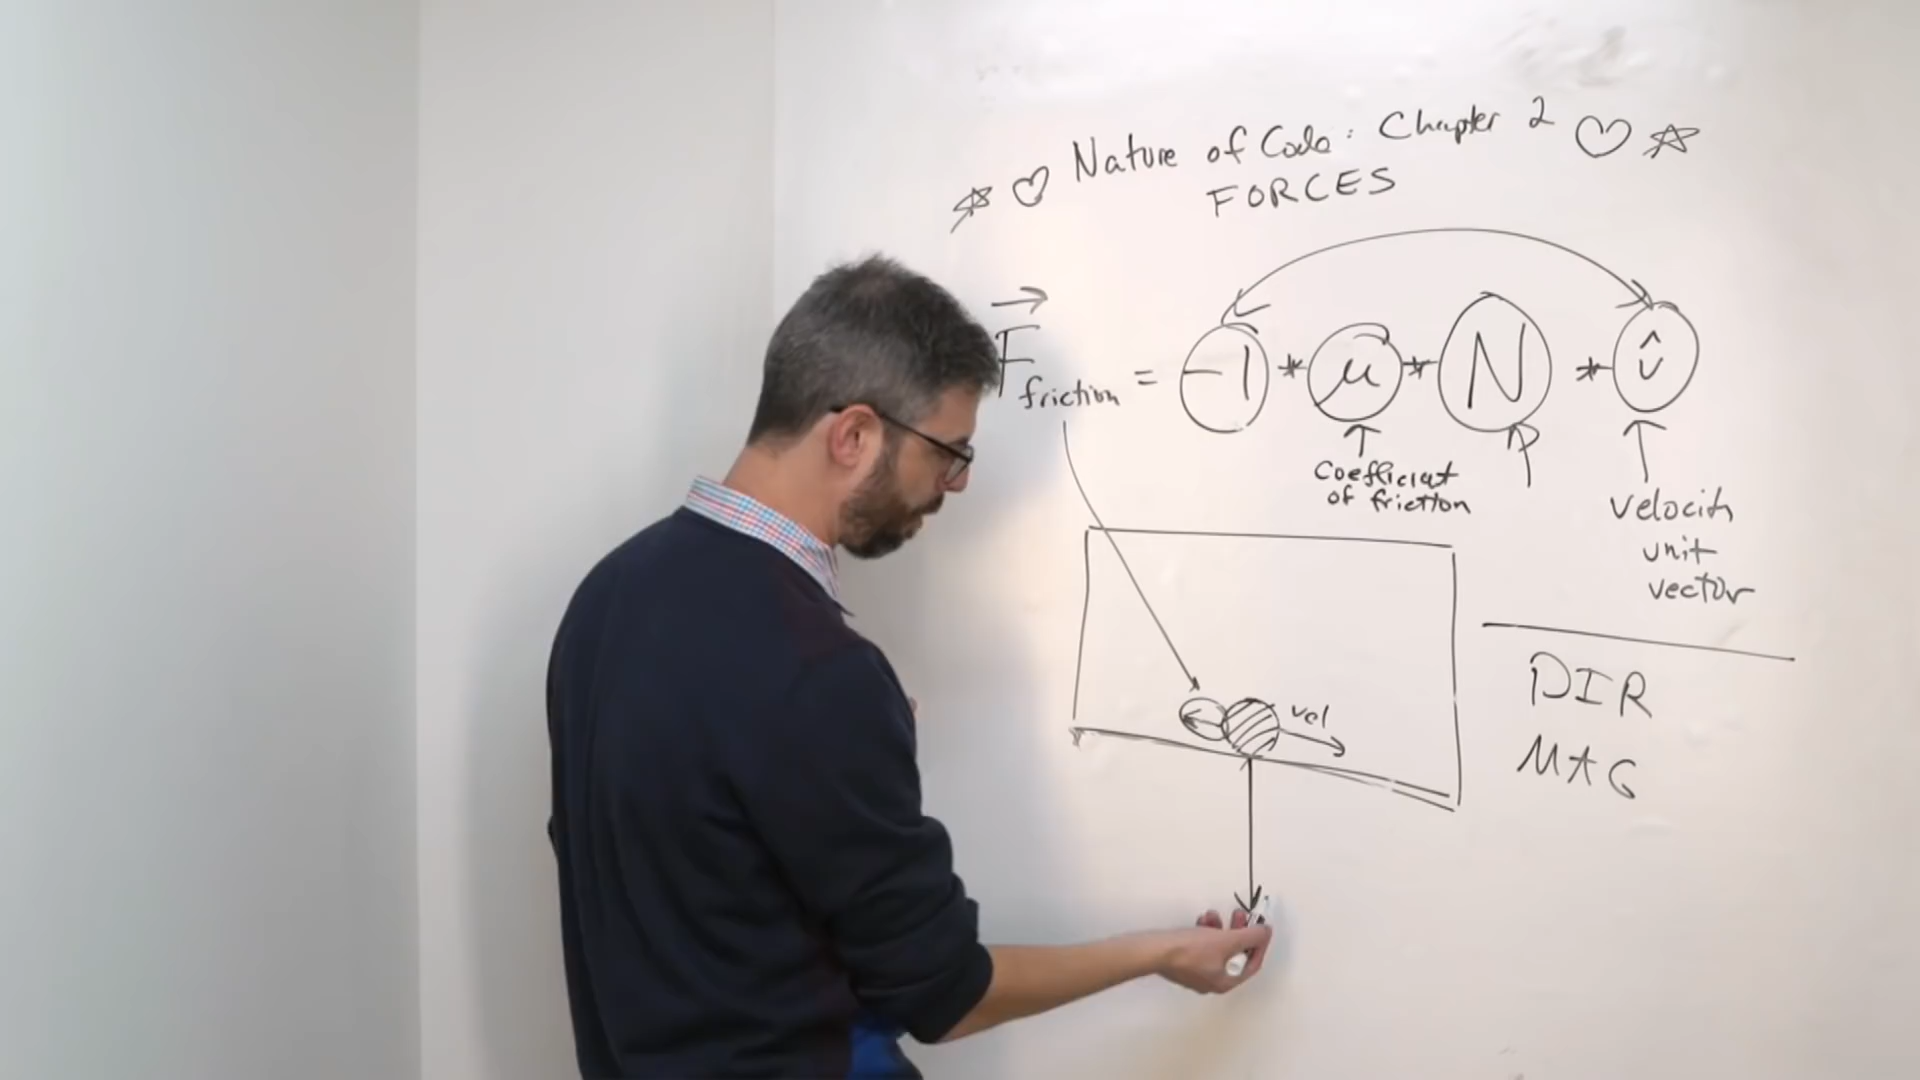 Nature of Code: Chapter 2
FORCES
F friction = -1 * μ * N * v̂
Coefficient
of friction
velocity
unit
vector
vel
DIR
MAG